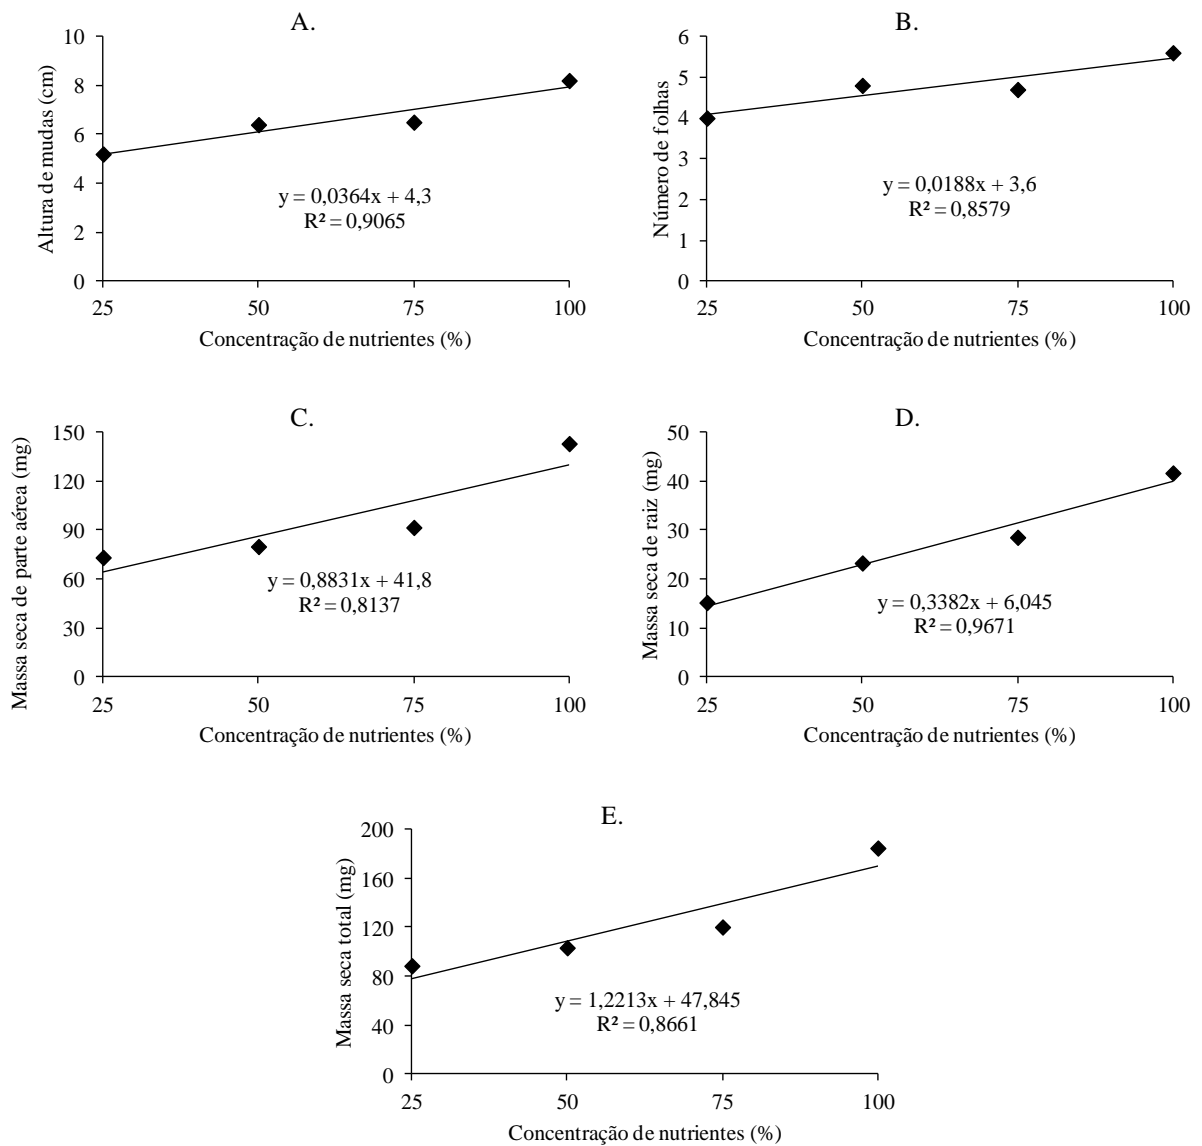 A.
Altura de mudas (cm)
10
8
6
4
2
0
y = 0,0364x + 4,3
R² = 0,9065
25 50 75 100
Concentração de nutrientes (%)
B.
Número de folhas
6
5
4
3
2
1
0
y = 0,0188x + 3,6
R² = 0,8579
25 50 75 100
Concentração de nutrientes (%)
C.
Massa seca de parte aérea (mg)
150
120
90
60
30
0
y = 0,8831x + 41,8
R² = 0,8137
25 50 75 100
Concentração de nutrientes (%)
D.
Massa seca de raiz (mg)
50
40
30
20
10
0
y = 0,3382x + 6,045
R² = 0,9671
25 50 75 100
Concentração de nutrientes (%)
E.
Massa seca total (mg)
200
160
120
80
40
0
y = 1,2213x + 47,845
R² = 0,8661
25 50 75 100
Concentração de nutrientes (%)